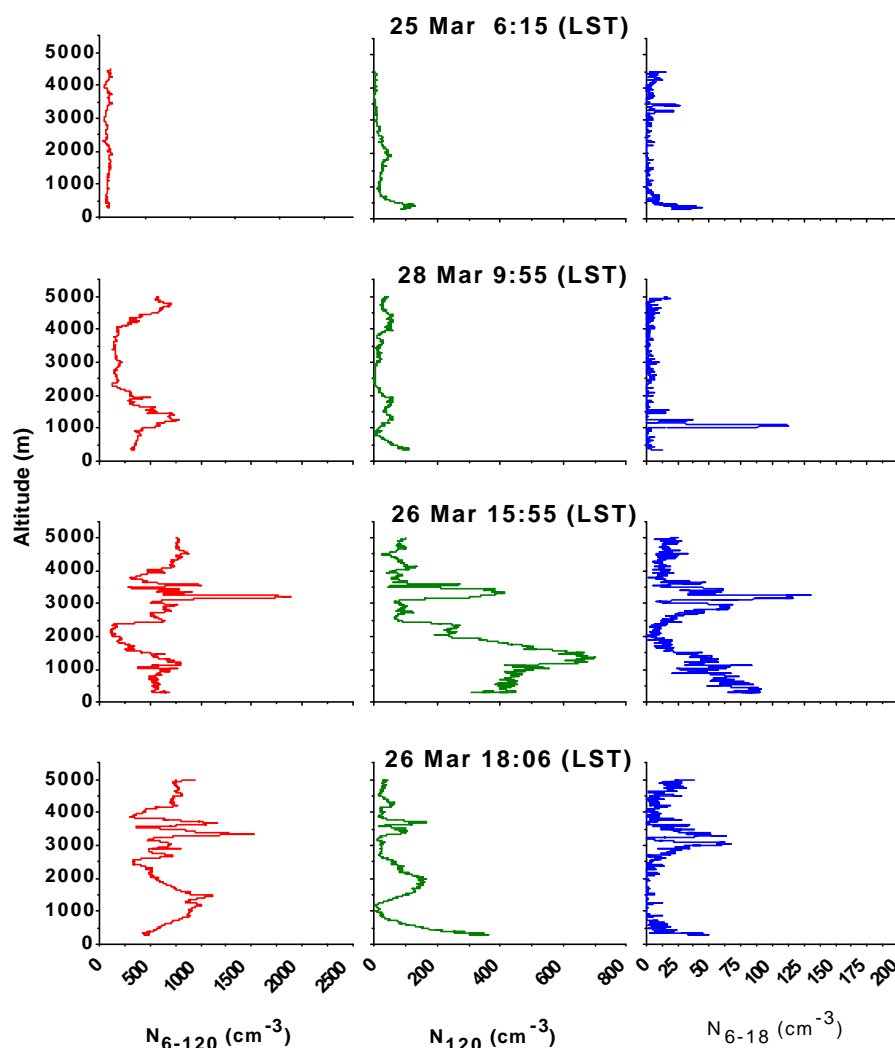 25 Mar 6:15 (LST)
5000
4000
3000
2000
1000
0
28 Mar 9:55 (LST)
5000
4000
3000
2000
1000
0
Altitude (m)
26 Mar 15:55 (LST)
5000
4000
3000
2000
1000
0
26 Mar 18:06 (LST)
5000
4000
3000
2000
1000
0
0 500 1000 1500 2000 2500
0 200 400 600 800
0 25 50 75 100 125 150 175 200
N6-120 (cm-3)
N120 (cm-3)
N6-18 (cm-3)